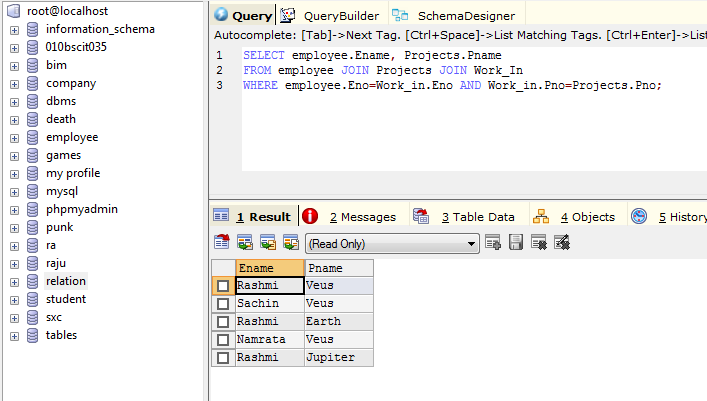 root@localhost
information_schema
010bscit035
bim
company
dbms
death
employee
games
my profile
mysql
phpmyadmin
punk
ra
raju
relation
student
sxc
tables
Query QueryBuilder SchemaDesigner
Autocomplete: [Tab]->Next Tag. [Ctrl+Space]->List Matching Tags. [Ctrl+Enter]->List
1 SELECT employee.Ename, Projects.Pname
2 FROM employee JOIN Projects JOIN Work_In
3 WHERE employee.Eno=Work_in.Eno AND Work_in.Pno=Projects.Pno;
1 Result 2 Messages 3 Table Data 4 Objects 5 History
(Read Only)
Ename Pname
Rashmi Veus
Sachin Veus
Rashmi Earth
Namrata Veus
Rashmi Jupiter